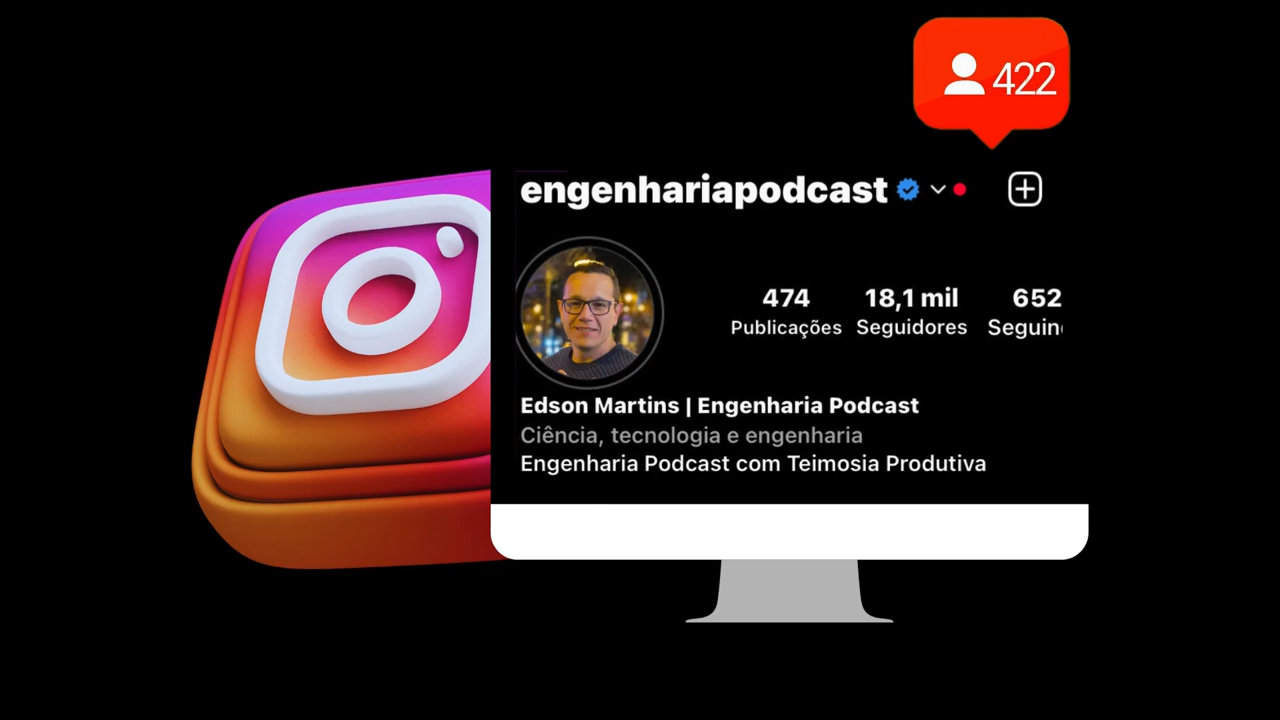 422
engenhariapodcast
474 18,1 mil 652
Publicações Seguidores Seguin
Edson Martins | Engenharia Podcast
Ciência, tecnologia e engenharia
Engenharia Podcast com Teimosia Produtiva